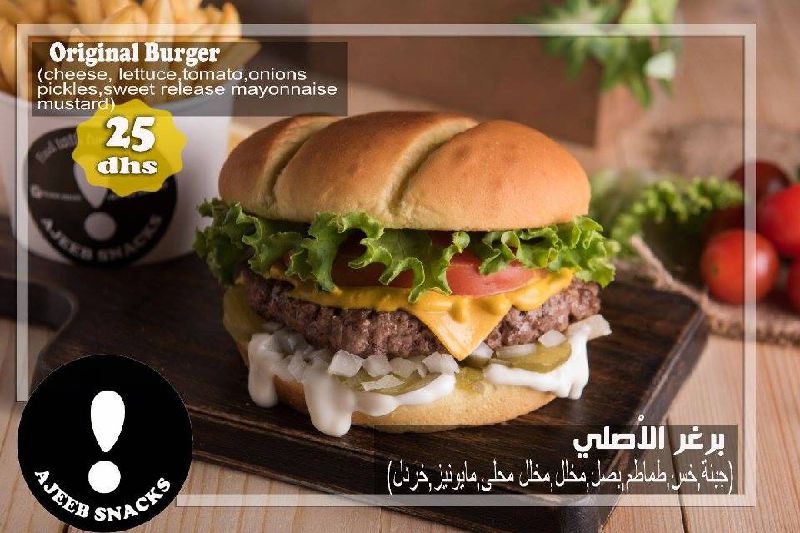 Original Burger
(cheese, lettuce,tomato,onions
pickles,sweet release mayonnaise
mustard)
25
dhs
AJEEB SNACKS
AJEEB SNACKS
برغر الأصلي
(جبنة,خس,طماطم,بصل,مخلل,مخلل محلى,مايونيز,خردل)